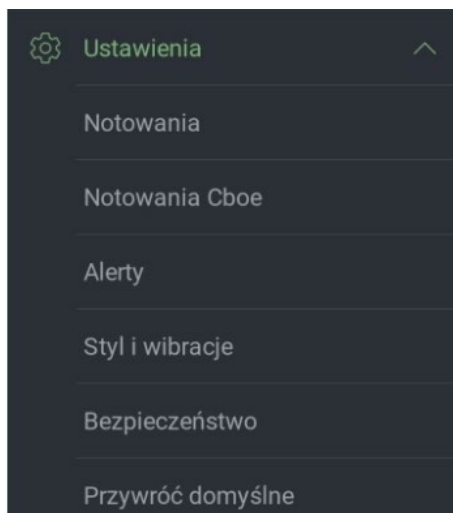 Ustawienia
Notowania
Notowania Cboe
Alerty
Styl i wibracje
Bezpieczeństwo
Przywróć domyślne